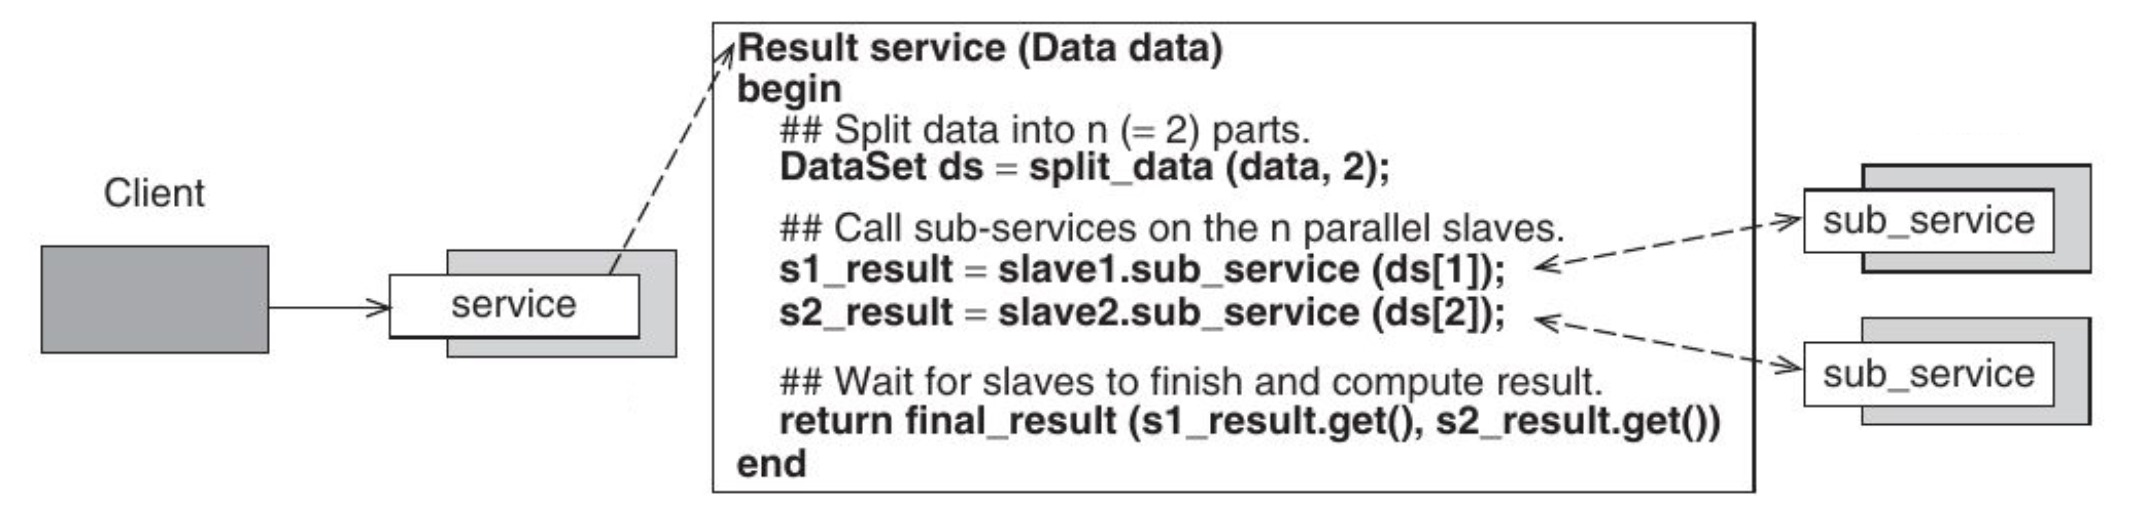 Client
service
Result service (Data data)
begin
## Split data into n (= 2) parts.
DataSet ds = split_data (data, 2);
## Call sub-services on the n parallel slaves.
s1_result = slave1.sub_service (ds[1]);
s2_result = slave2.sub_service (ds[2]);
## Wait for slaves to finish and compute result.
return final_result (s1_result.get(), s2_result.get())
end
sub_service
sub_service